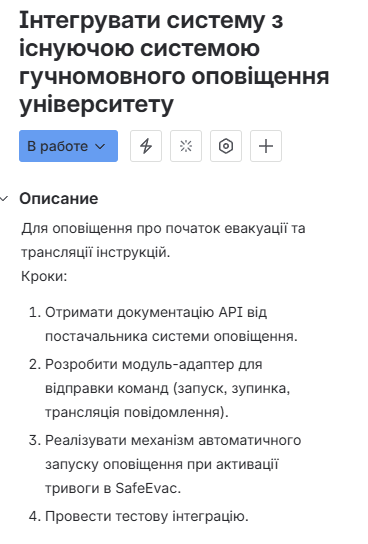 Інтегрувати систему з
існуючою системою
гучномовного оповіщення
університету
В работе
Описание
Для оповіщення про початок евакуації та
трансляції інструкцій.
Кроки:
1. Отримати документацію API від
постачальника системи оповіщення.
2. Розробити модуль-адаптер для
відправки команд (запуск, зупинка,
трансляція повідомлення).
3. Реалізувати механізм автоматичного
запуску оповіщення при активації
тривоги в SafeEvac.
4. Провести тестову інтеграцію.